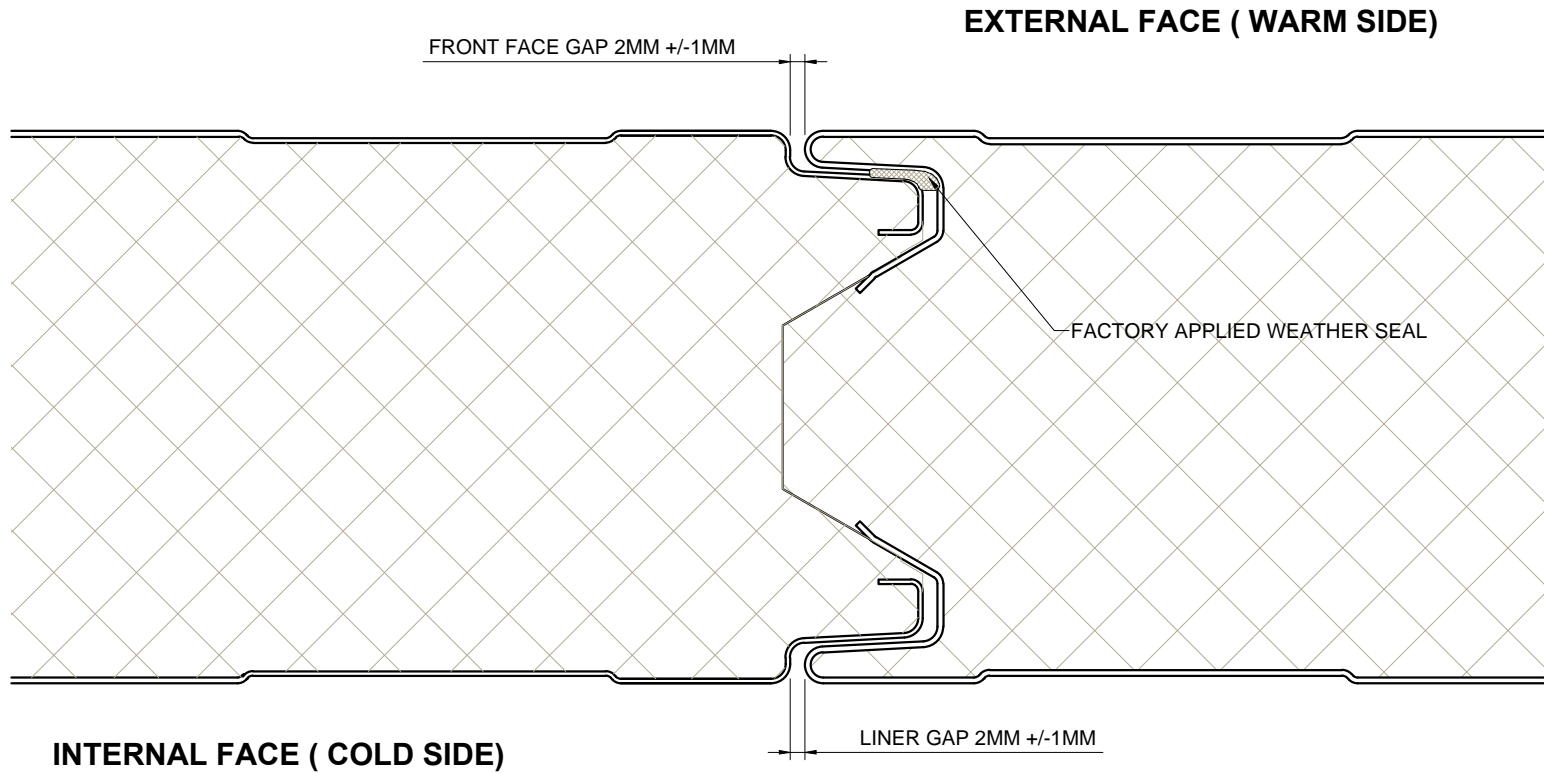 EXTERNAL FACE ( WARM SIDE)
FRONT FACE GAP 2MM +/-1MM
FACTORY APPLIED WEATHER SEAL
LINER GAP 2MM +/-1MM
INTERNAL FACE ( COLD SIDE)